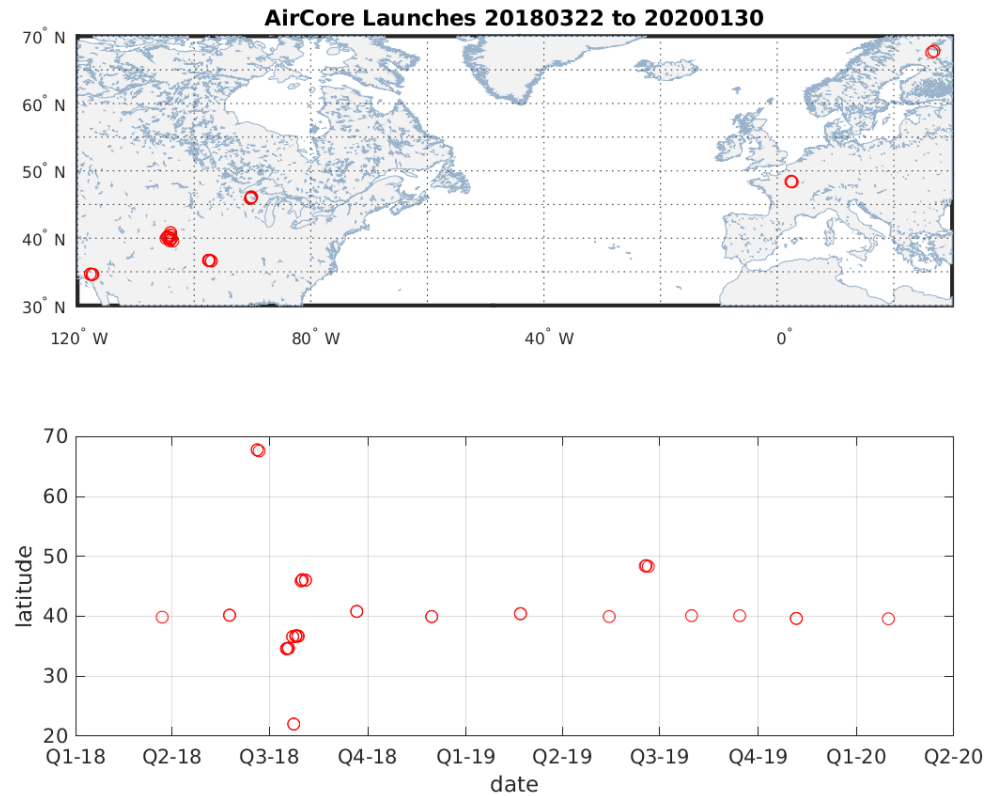 AirCore Launches 20180322 to 20200130
70° N
60° N
50° N
40° N
30° N
120° W 80° W 40° W 0°
70
60
50
40
30
20
latitude
Q1-18 Q2-18 Q3-18 Q4-18 Q1-19 Q2-19 Q3-19 Q4-19 Q1-20 Q2-20
date